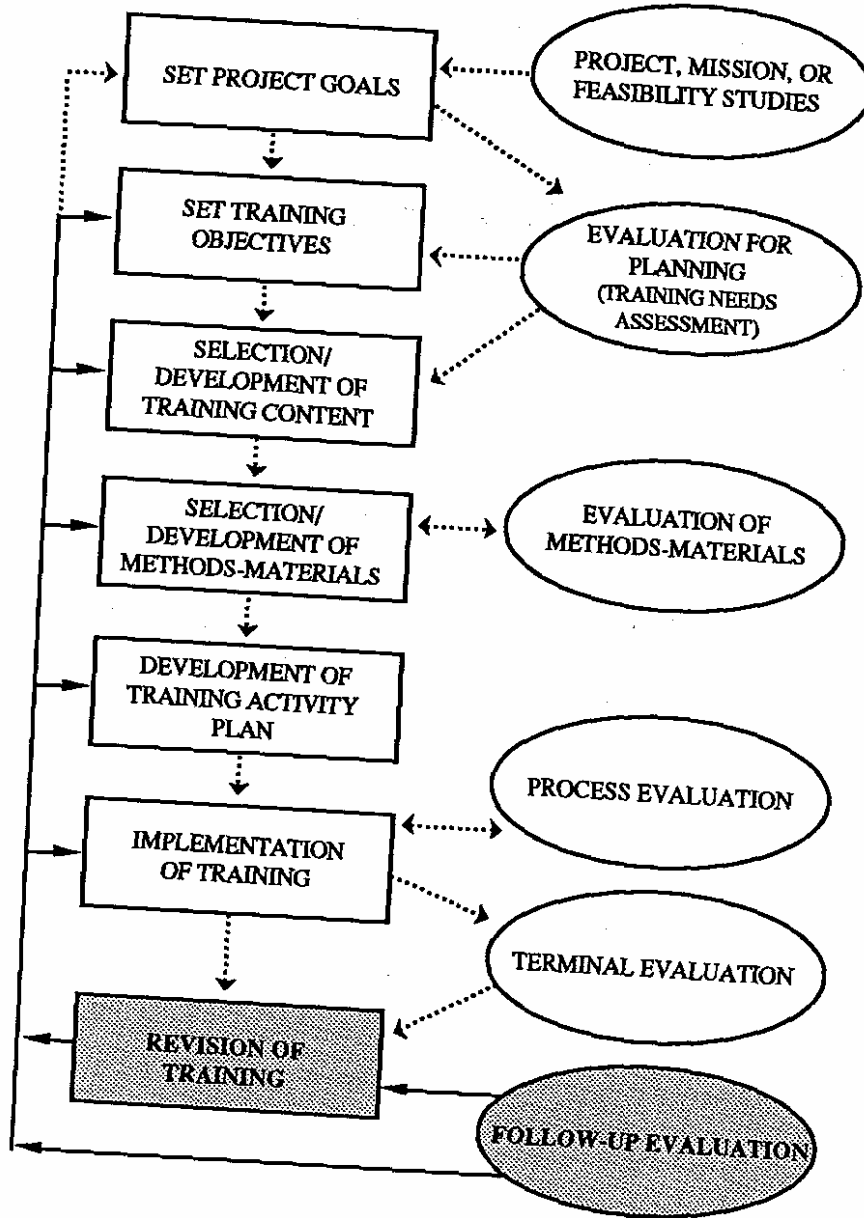 SET PROJECT GOALS
PROJECT, MISSION, OR
FEASIBILITY STUDIES
SET TRAINING
OBJECTIVES
EVALUATION FOR
PLANNING
(TRAINING NEEDS
ASSESSMENT)
SELECTION/
DEVELOPMENT OF
TRAINING CONTENT
SELECTION/
DEVELOPMENT OF
METHODS-MATERIALS
EVALUATION OF
METHODS-MATERIALS
DEVELOPMENT OF
TRAINING ACTIVITY
PLAN
PROCESS EVALUATION
IMPLEMENTATION
OF TRAINING
TERMINAL EVALUATION
REVISION OF
TRAINING
FOLLOW-UP EVALUATION